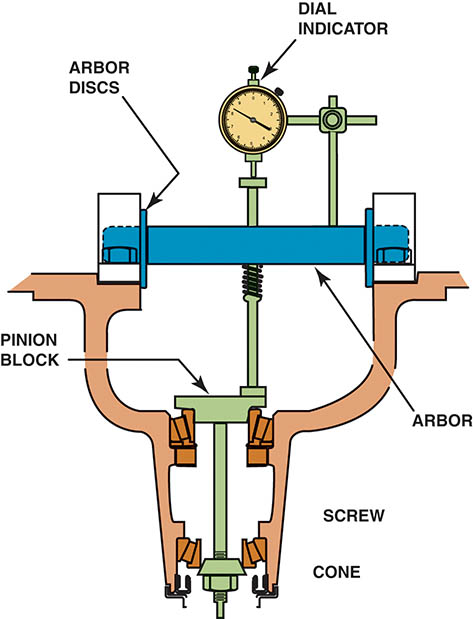 DIAL
INDICATOR
ARBOR
DISCS
PINION
BLOCK
ARBOR
SCREW
CONE